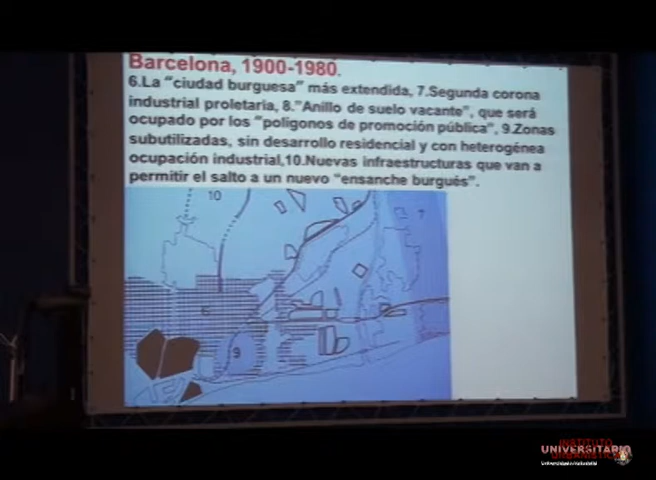 Barcelona, 1900-1980.
6.La "ciudad burguesa" más extendida, 7.Segunda corona
industrial proletaria, 8."Anillo de suelo vacante", que será
ocupado por los "polígonos de promoción pública", 9.Zonas
subutilizadas, sin desarrollo residencial y con heterogénea
ocupación industrial,10.Nuevas infraestructuras que van a
permitir el salto a un nuevo "ensanche burgués".
10
7
6
9
INSTITUTO
UNIVERSITARIO